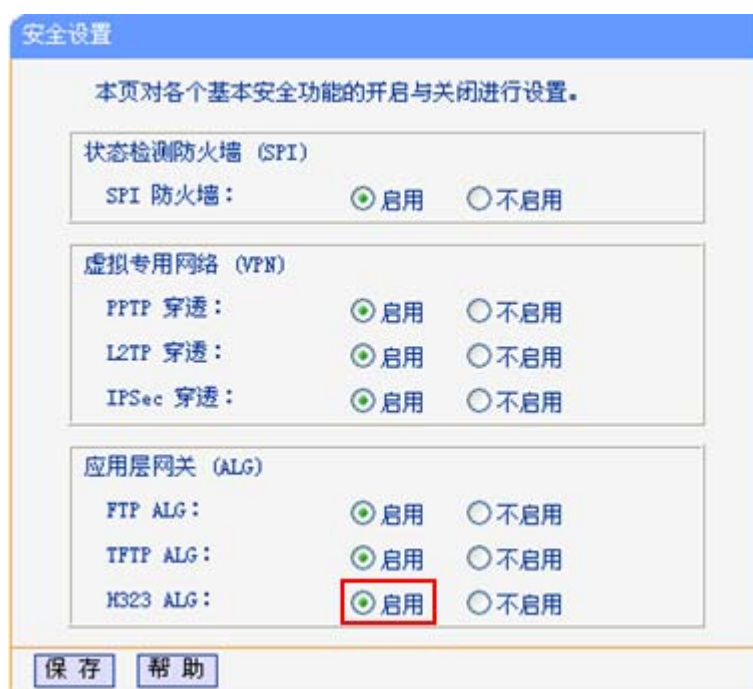 安全设置
本页对各个基本安全功能的开启与关闭进行设置。
状态检测防火墙 (SPI)
SPI 防火墙： 启用 不启用
虚拟专用网络 (VPN)
PPTP 穿透： 启用 不启用
L2TP 穿透： 启用 不启用
IPSec 穿透： 启用 不启用
应用层网关 (ALG)
FTP ALG： 启用 不启用
TFTP ALG： 启用 不启用
H323 ALG： 启用 不启用
保 存 帮 助